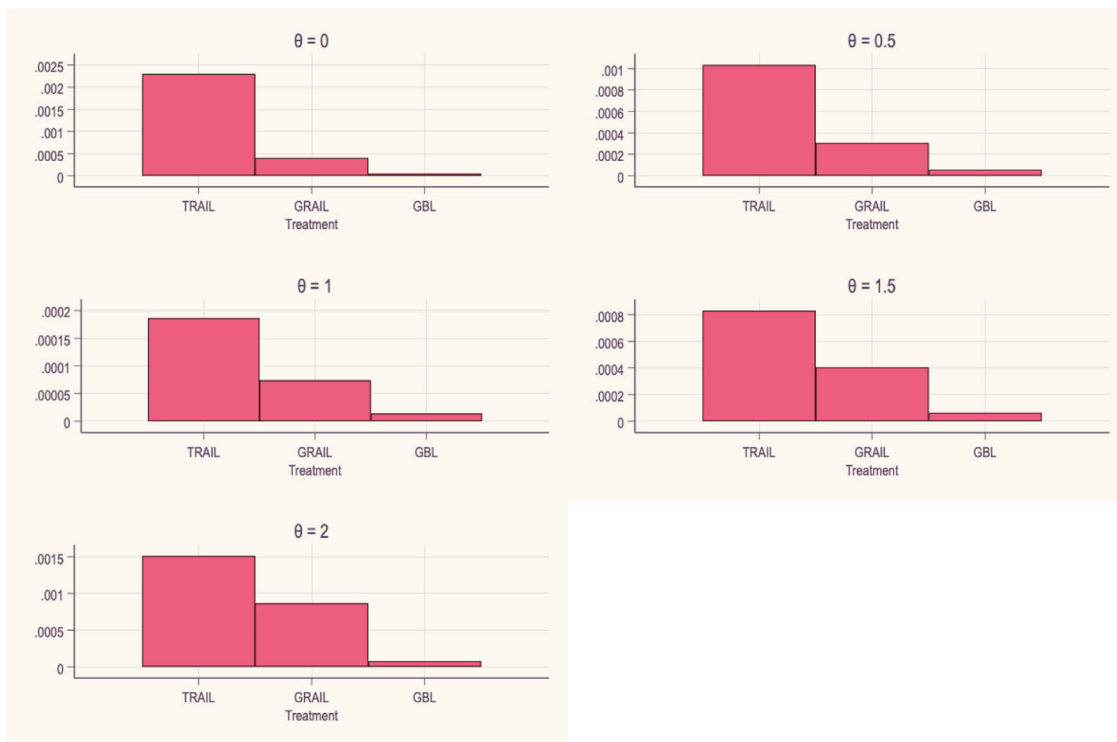 θ = 0
.0025
.002
.0015
.001
.0005
0
TRAIL GRAIL GBL
Treatment
θ = 0.5
.001
.0008
.0006
.0004
.0002
0
TRAIL GRAIL GBL
Treatment
θ = 1
.0002
.00015
.0001
.00005
0
TRAIL GRAIL GBL
Treatment
θ = 1.5
.0008
.0006
.0004
.0002
0
TRAIL GRAIL GBL
Treatment
θ = 2
.0015
.001
.0005
0
TRAIL GRAIL GBL
Treatment